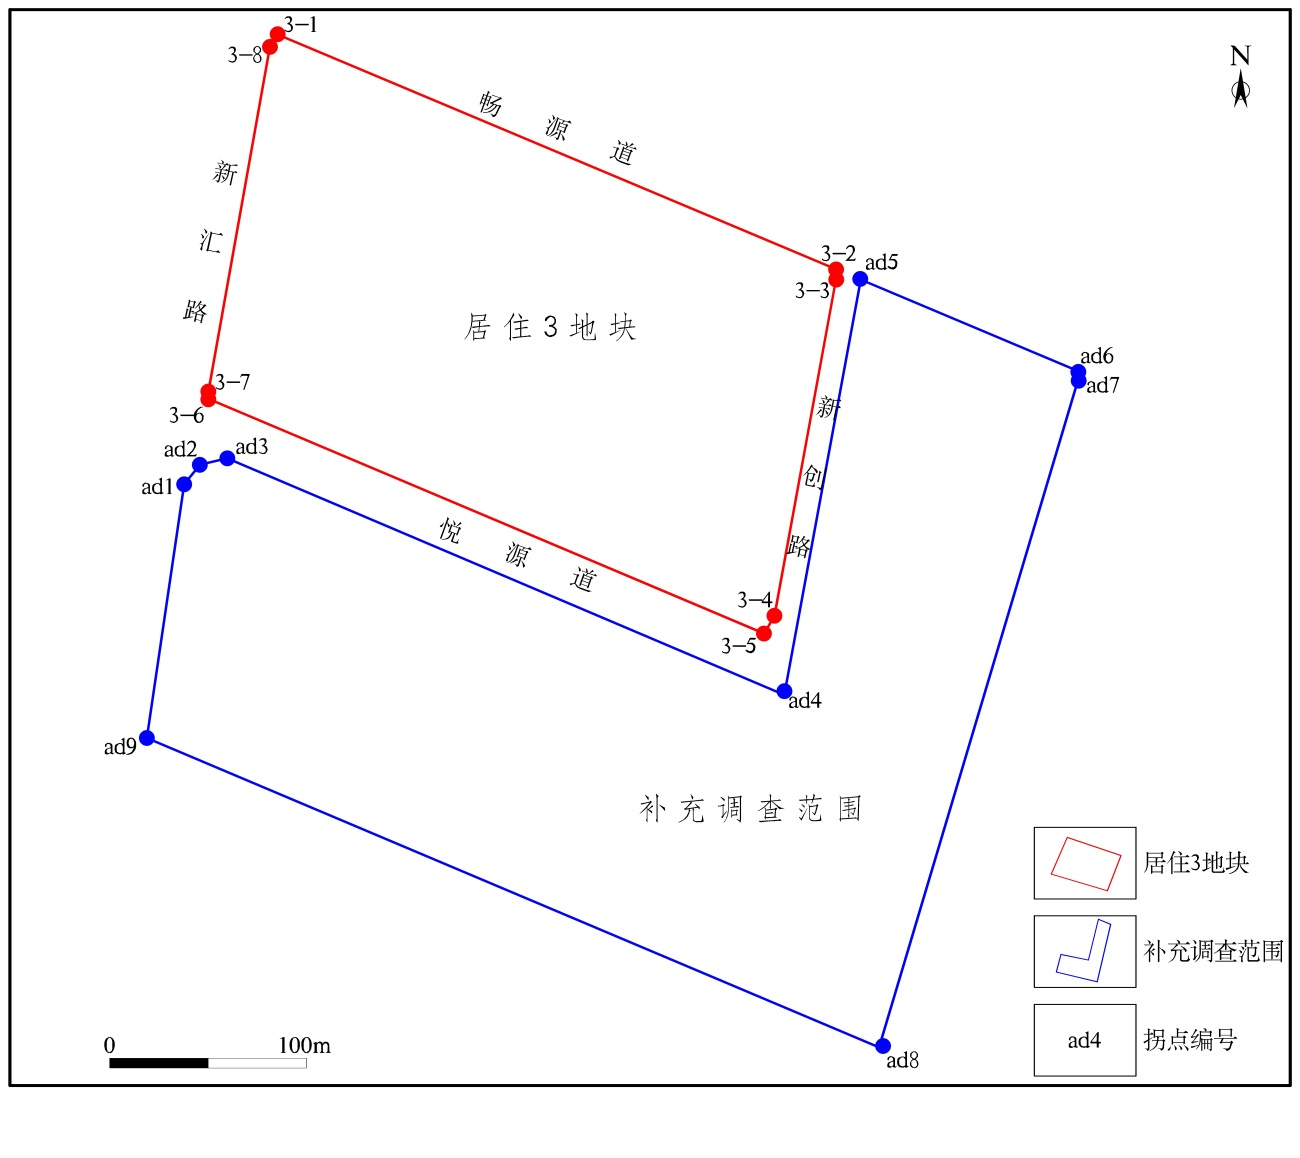 3-1
3-8
N
畅源道
新汇路
3-2
ad5
3-3
居住3地块
ad6
ad7
3-7
3-6
新创路
ad2
ad3
ad1
悦源道
3-4
3-5
ad4
ad9
补充调查范围
居住3地块
补充调查范围
ad4
拐点编号
0
100m
ad8